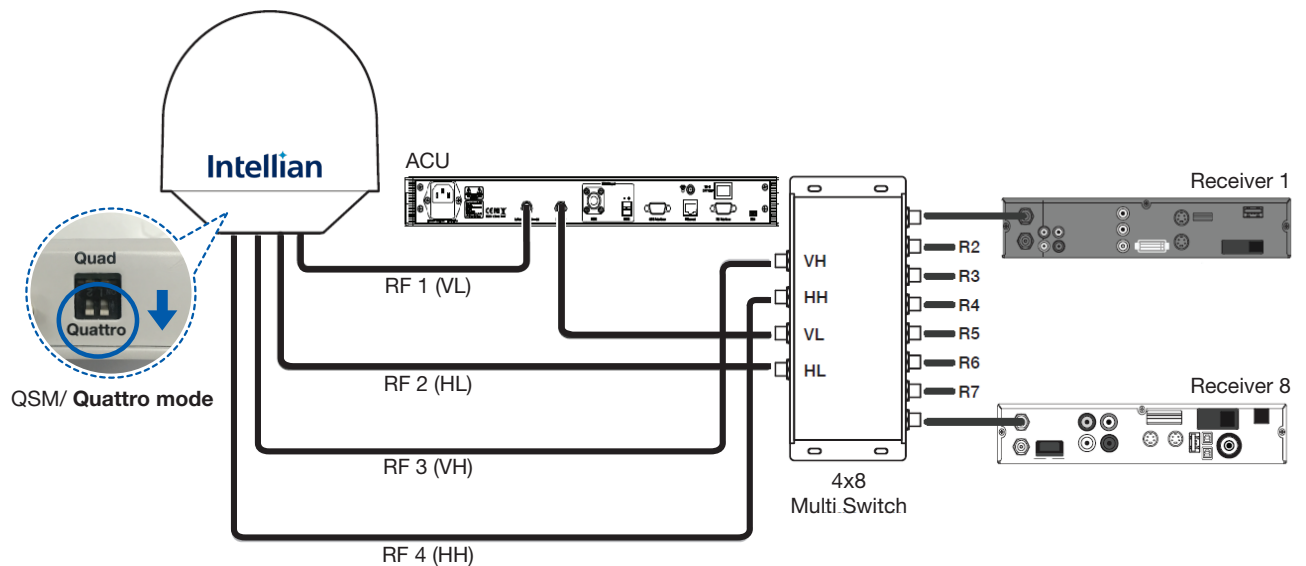 Intellian
Quad
Quattro
QSM/ Quattro mode
ACU
RF 1 (VL)
RF 2 (HL)
RF 3 (VH)
RF 4 (HH)
VH
HH
VL
HL
4x8
Multi Switch
Receiver 1
R2
R3
R4
R5
R6
R7
Receiver 8